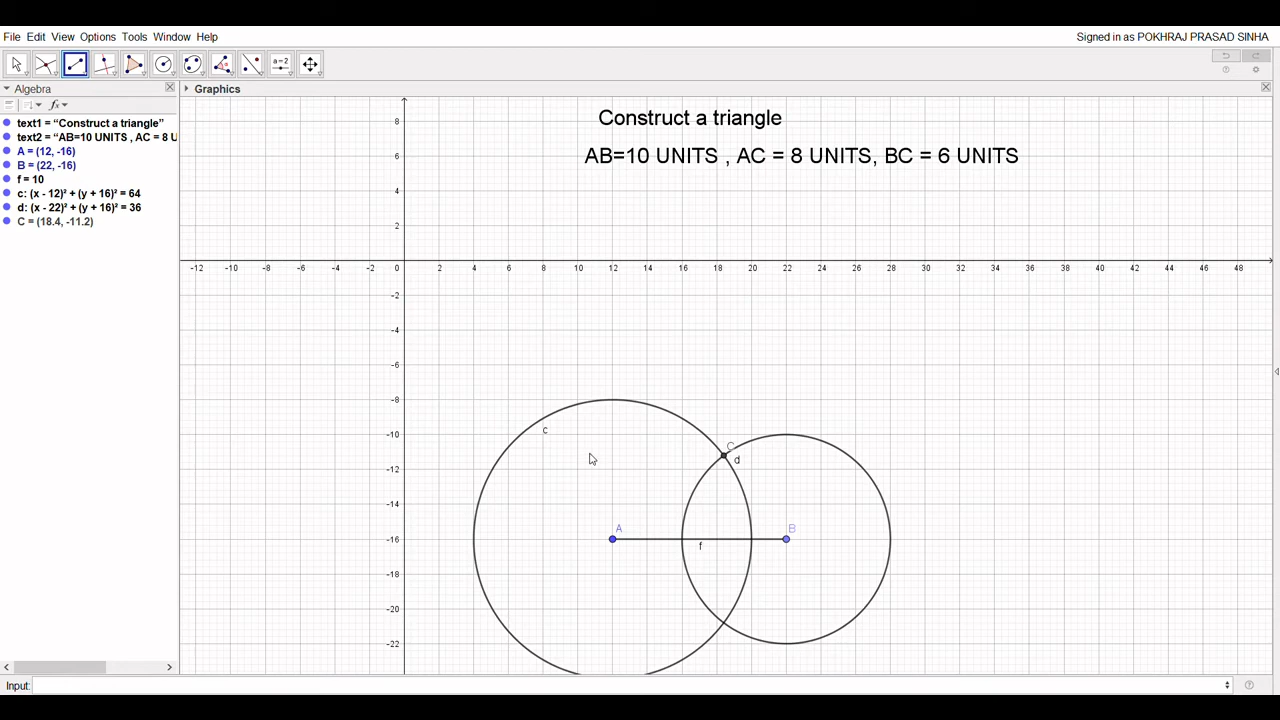 File Edit View Options Tools Window Help
Signed in as POKHRAJ PRASAD SINHA
a=2
Algebra
Graphics
fx
text1 = “Construct a triangle”
text2 = “AB=10 UNITS , AC = 8 U
A = (12, -16)
B = (22, -16)
f = 10
c: (x - 12)² + (y + 16)² = 64
d: (x - 22)² + (y + 16)² = 36
C = (18.4, -11.2)
Construct a triangle
AB=10 UNITS , AC = 8 UNITS, BC = 6 UNITS
8
6
4
2
-12 -10 -8 -6 -4 -2 0 2 4 6 8 10 12 14 16 18 20 22 24 26 28 30 32 34 36 38 40 42 44 46 48
-2
-4
-6
-8
c
-10
C
d
-12
-14
A
B
-16
f
-18
-20
-22
Input: